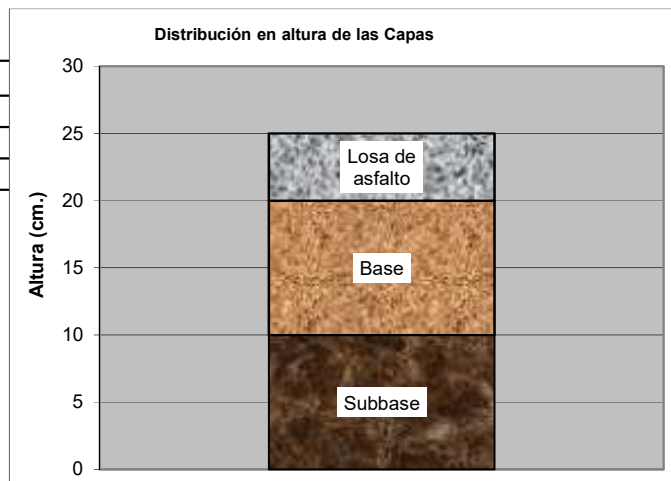 Distribución en altura de las Capas
30
25
20
15
10
5
0
Altura (cm.)
Losa de
asfalto
Base
Subbase